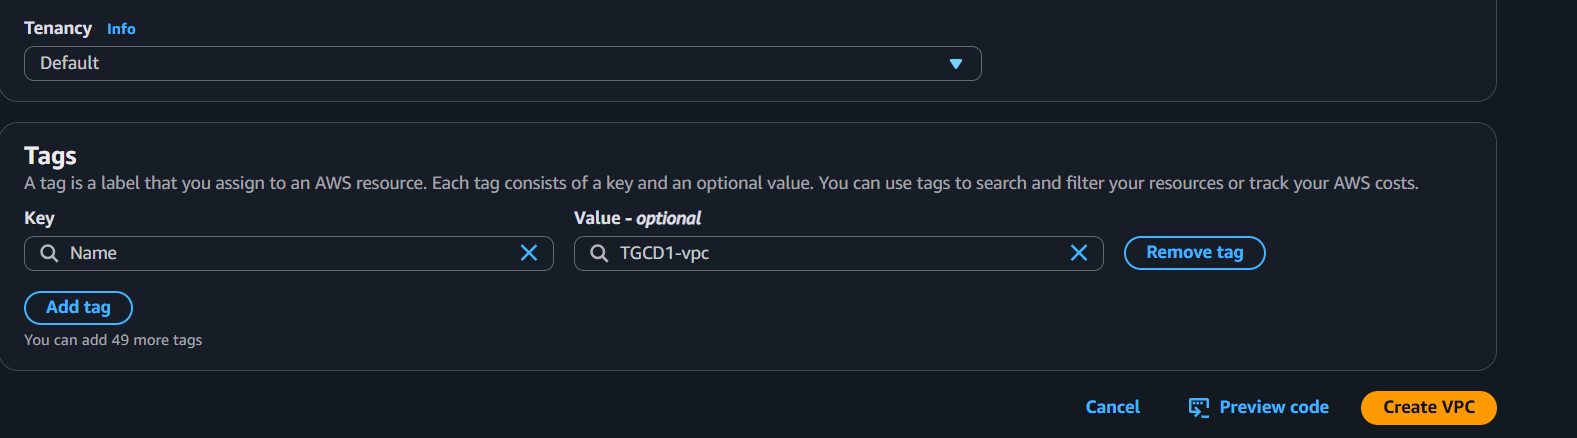 Tenancy Info
Default
Tags
A tag is a label that you assign to an AWS resource. Each tag consists of a key and an optional value. You can use tags to search and filter your resources or track your AWS costs.
Key
Value - optional
Name
TGCD1-vpc
Remove tag
Add tag
You can add 49 more tags
Cancel
Preview code
Create VPC